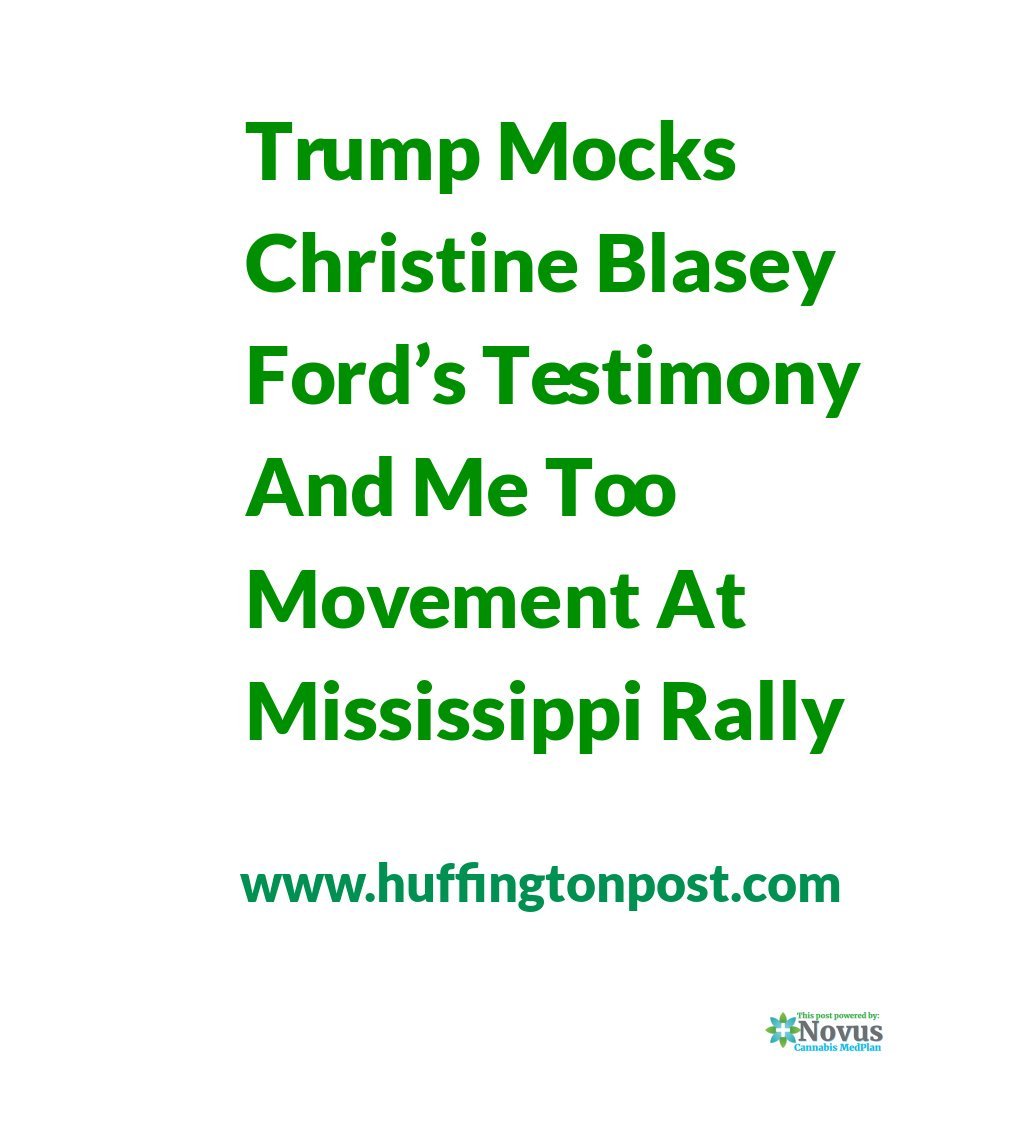 Trump Mocks
Christine Blasey
Ford’s Testimony
And Me Too
Movement At
Mississippi Rally
www.huffingtonpost.com
This post powered by:
Novus
Cannabis MedPlan